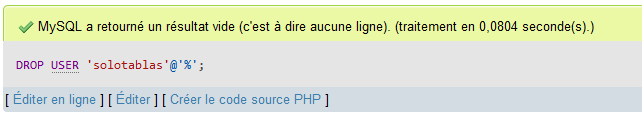 MySQL a retourné un résultat vide (c'est à dire aucune ligne). (traitement en 0,0804 seconde(s).)
DROP USER 'solotablas'@'%';
[ Éditer en ligne ] [ Éditer ] [ Créer le code source PHP ]